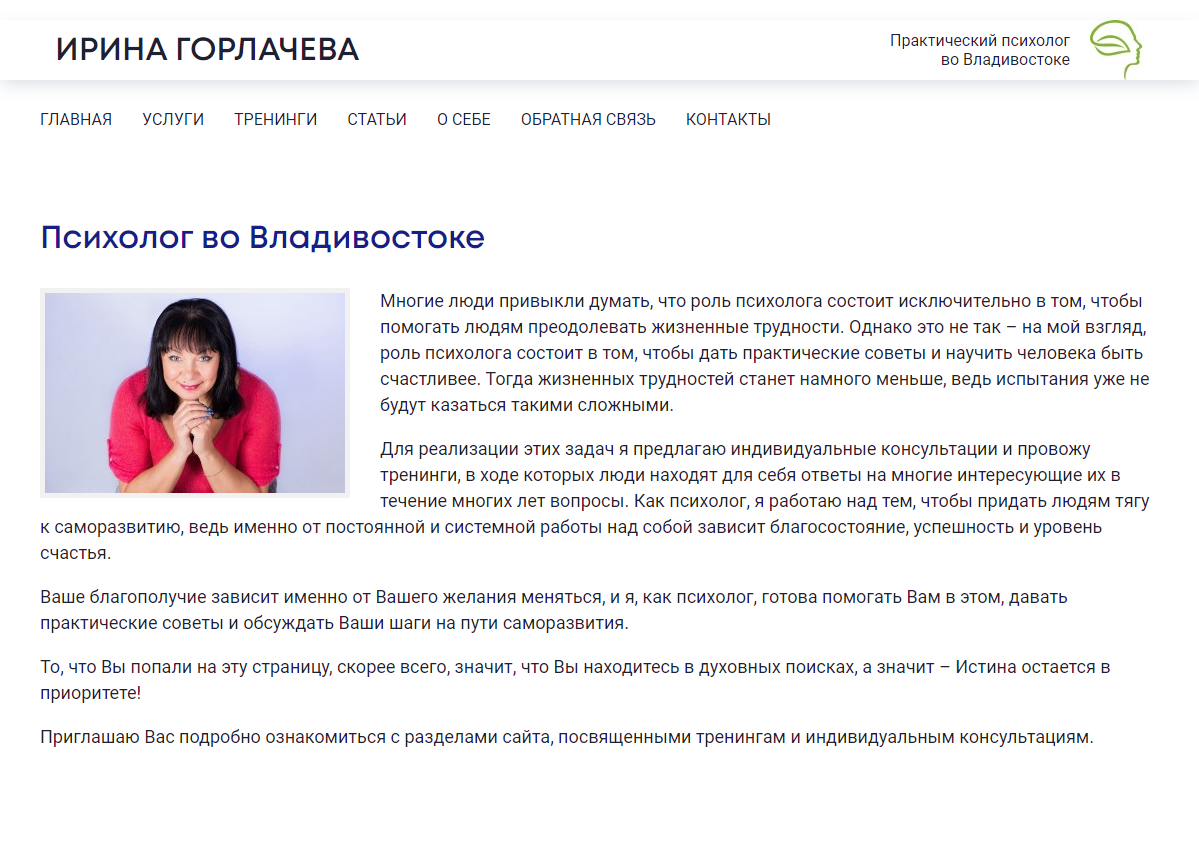 ИРИНА ГОРЛАЧЕВА
Практический психолог
во Владивостоке
ГЛАВНАЯ УСЛУГИ ТРЕНИНГИ СТАТЬИ О СЕБЕ ОБРАТНАЯ СВЯЗЬ КОНТАКТЫ
Психолог во Владивостоке
Многие люди привыкли думать, что роль психолога состоит исключительно в том, чтобы
помогать людям преодолевать жизненные трудности. Однако это не так – на мой взгляд,
роль психолога состоит в том, чтобы дать практические советы и научить человека быть
счастливее. Тогда жизненных трудностей станет намного меньше, ведь испытания уже не
будут казаться такими сложными.
Для реализации этих задач я предлагаю индивидуальные консультации и провожу
тренинги, в ходе которых люди находят для себя ответы на многие интересующие их в
течение многих лет вопросы. Как психолог, я работаю над тем, чтобы придать людям тягу
к саморазвитию, ведь именно от постоянной и системной работы над собой зависит благосостояние, успешность и уровень
счастья.
Ваше благополучие зависит именно от Вашего желания меняться, и я, как психолог, готова помогать Вам в этом, давать
практические советы и обсуждать Ваши шаги на пути саморазвития.
То, что Вы попали на эту страницу, скорее всего, значит, что Вы находитесь в духовных поисках, а значит – Истина остается в
приоритете!
Приглашаю Вас подробно ознакомиться с разделами сайта, посвященными тренингам и индивидуальным консультациям.